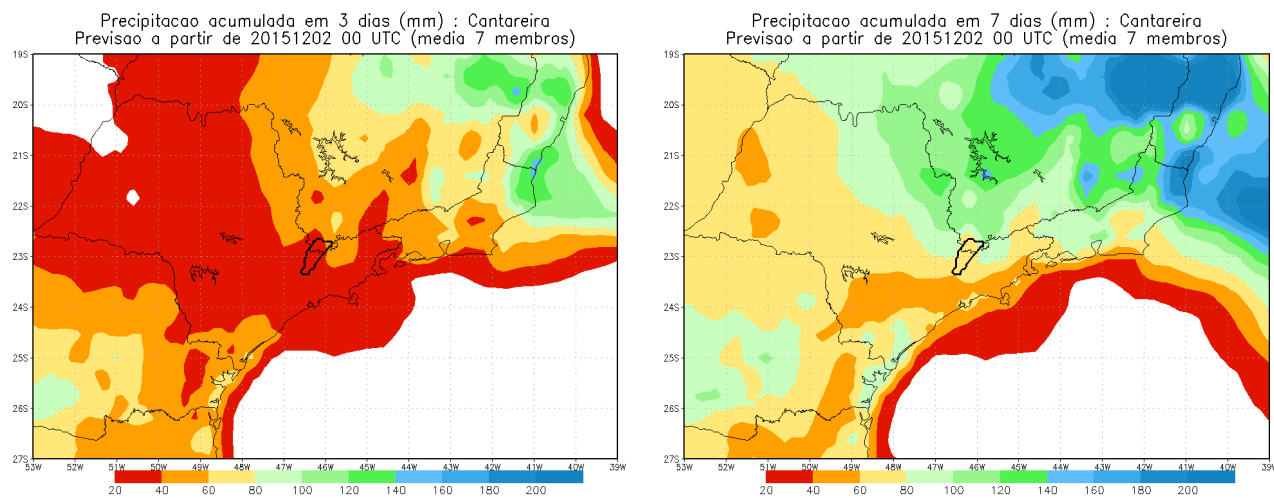 Precipitacao acumulada em 3 dias (mm) : Cantareira
Previsao a partir de 20151202 00 UTC (media 7 membros)
19S
20S
21S
22S
23S
24S
25S
26S
27S
53W 52W 51W 50W 49W 48W 47W 46W 45W 44W 43W 42W 41W 40W 39W
20 40 60 80 100 120 140 160 180 200
Precipitacao acumulada em 7 dias (mm) : Cantareira
Previsao a partir de 20151202 00 UTC (media 7 membros)
19S
20S
21S
22S
23S
24S
25S
26S
27S
53W 52W 51W 50W 49W 48W 47W 46W 45W 44W 43W 42W 41W 40W 39W
20 40 60 80 100 120 140 160 180 200